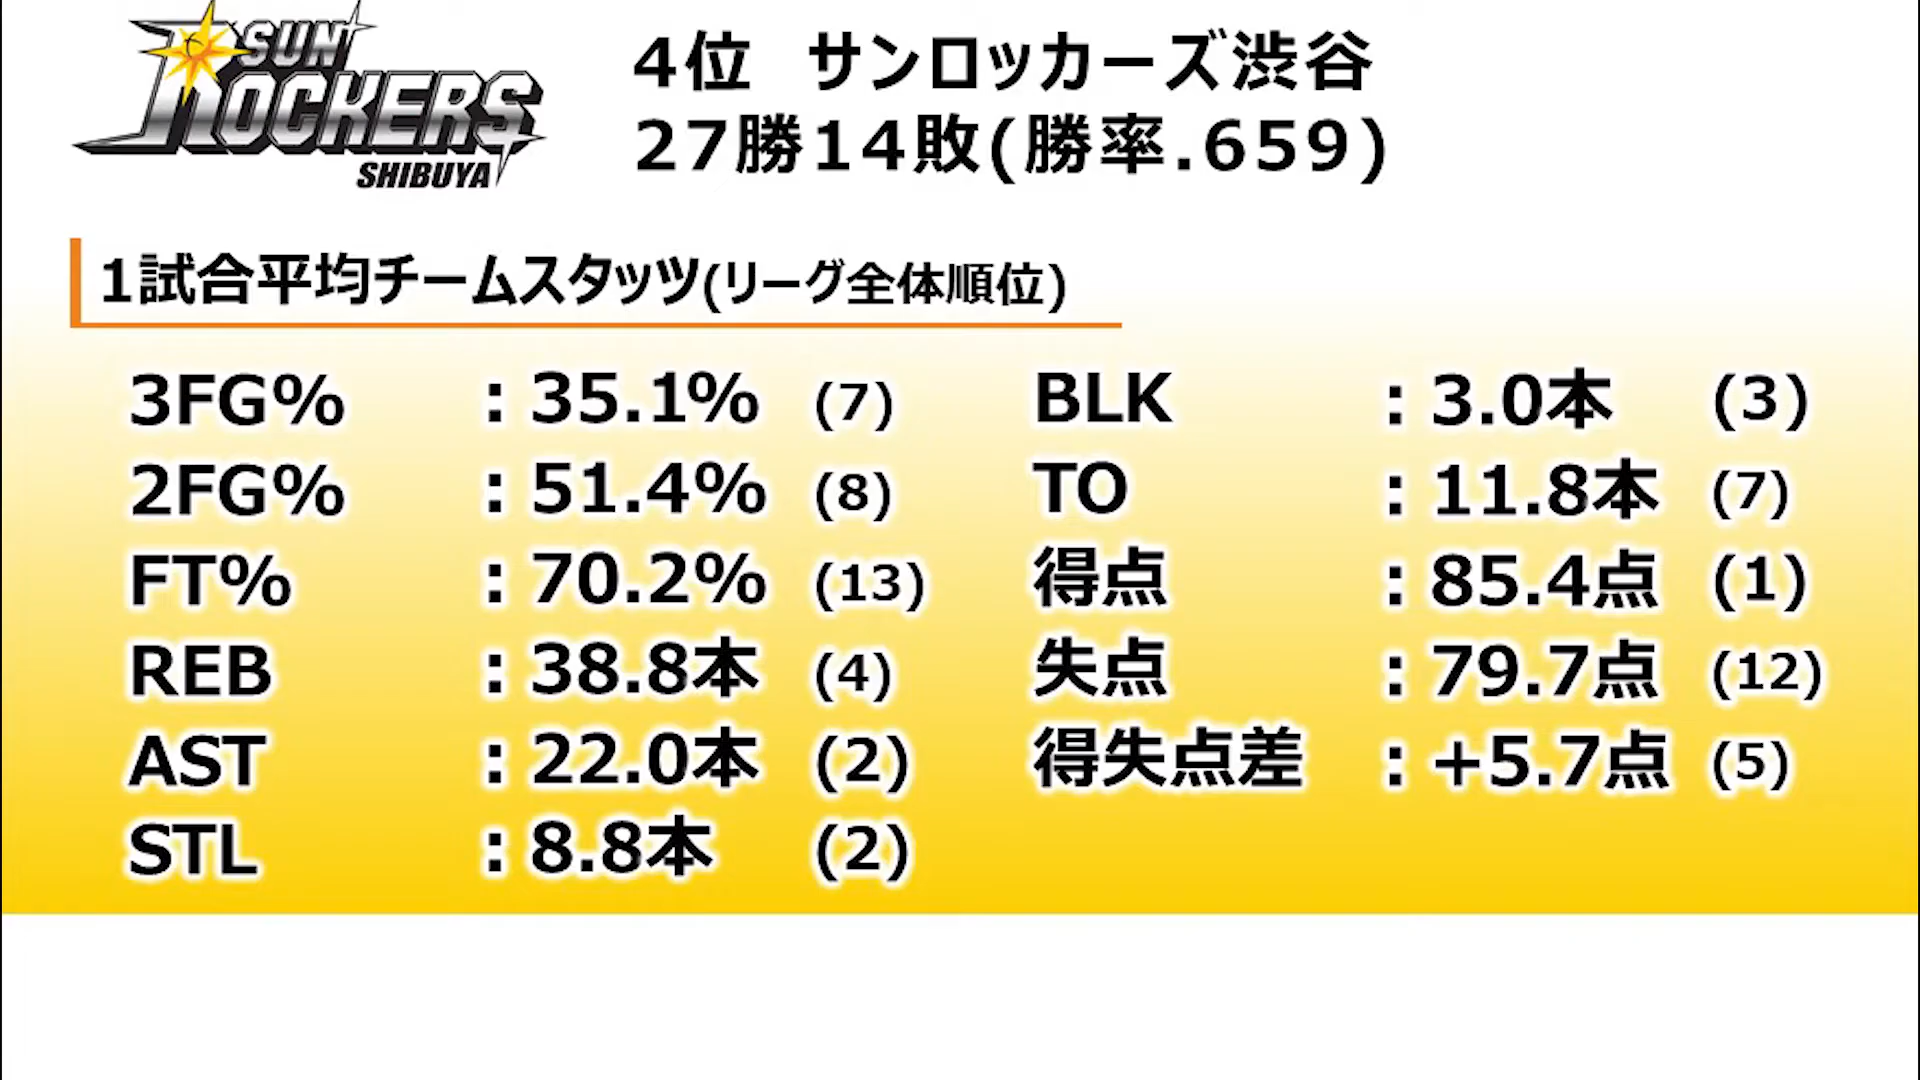 SUN
ROCKERS
SHIBUYA
4位 サンロッカーズ渋谷
27勝14敗(勝率.659)
1試合平均チームスタッツ(リーグ全体順位)
3FG% : 35.1% (7)
2FG% : 51.4% (8)
FT% : 70.2% (13)
REB : 38.8本 (4)
AST : 22.0本 (2)
STL : 8.8本 (2)
BLK : 3.0本 (3)
TO : 11.8本 (7)
得点 : 85.4点 (1)
失点 : 79.7点 (12)
得失点差 : +5.7点 (5)